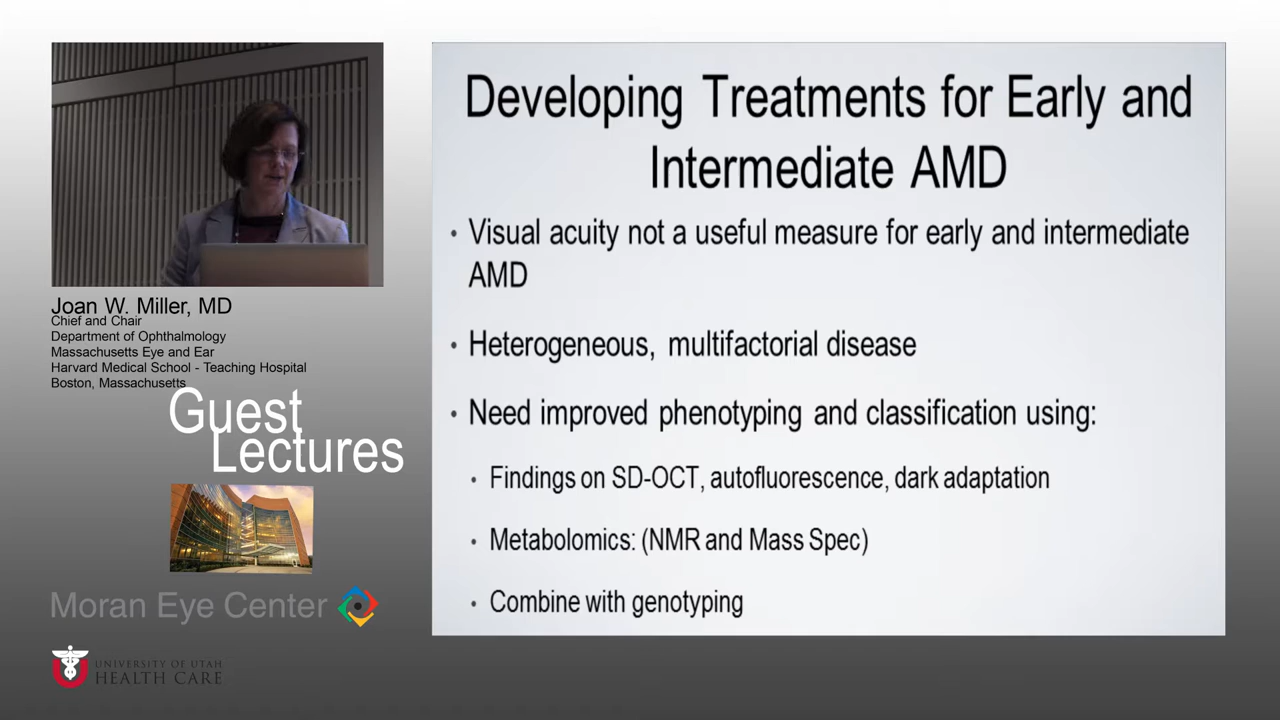 Joan W. Miller, MD
Chief and Chair
Department of Ophthalmology
Massachusetts Eye and Ear
Harvard Medical School - Teaching Hospital
Boston, Massachusetts
Guest
Lectures
Moran Eye Center
UNIVERSITY OF UTAH
HEALTH CARE
Developing Treatments for Early and
Intermediate AMD
• Visual acuity not a useful measure for early and intermediate
AMD
• Heterogeneous, multifactorial disease
• Need improved phenotyping and classification using:
• Findings on SD-OCT, autofluorescence, dark adaptation
• Metabolomics: (NMR and Mass Spec)
• Combine with genotyping